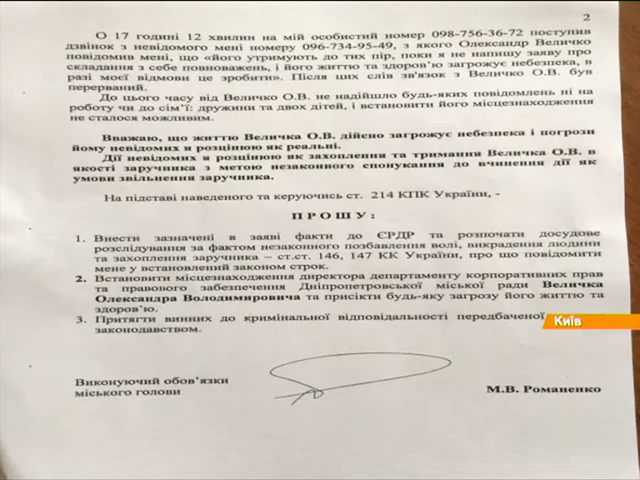 2
О 17 годині 12 хвилин на мій особистий номер 098-756-36-72 поступив
дзвінок з невідомого мені номеру 096-734-95-49, з якого Олександр Величко
повідомив мені, що «його утримують до тих пір, поки я не напишу заяву про
складання з себе повноважень, і його життю та здоров'ю загрожує небезпека, в
разі моєї відмови це зробити». Після цих слів зв'язок з Величко О.В. був
перерваний.
До цього часу від Величко О.В. не надійшло будь-яких повідомлень ні на
роботу чи до сім'ї: дружини та двох дітей, і встановити його місцезнаходження
не сталося можливим.
Вважаю, що життю Величка О.В. дійсно загрожує небезпека і погрози
йому невідомих я розцінюю як реальні.
Дії невідомих я розцінюю як захоплення та тримання Величка О.В. в
якості заручника з метою незаконного спонукання до вчинення дії як
умови звільнення заручника.
На підставі наведеного та керуючись ст. 214 КПК України, -
ПРОШУ:
1. Внести зазначені в заяві факти до ЄРДР та розпочати досудове
розслідування за фактом незаконного позбавлення волі, викрадення людини
та захоплення заручника – ст.ст. 146, 147 КК України, про що повідомити
мене у встановлений законом строк.
2. Встановити місцезнаходження директора департаменту корпоративних прав
та правового забезпечення Дніпропетровської міської ради Величка
Олександра Володимировича та присікти будь-яку загрозу його життю та
здоров'ю.
3. Притягти винних до кримінальної відповідальності передбаченої
законодавством.
Київ
Виконуючий обов'язки
міського голови
М.В. Романенко